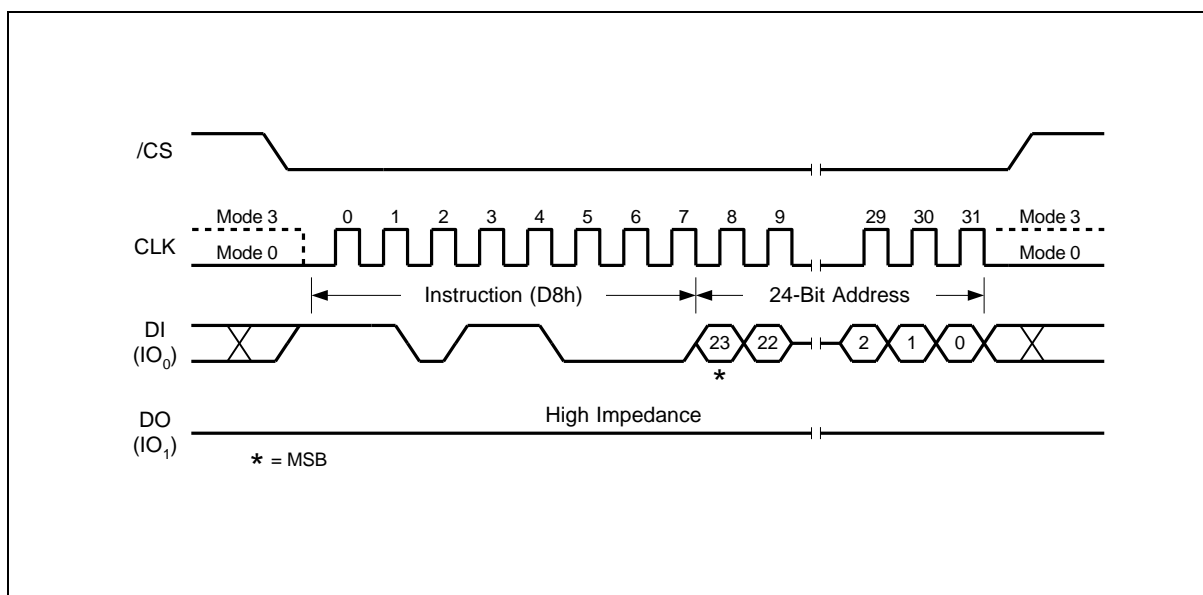 /CS
Mode 3 0 1 2 3 4 5 6 7 8 9 29 30 31 Mode 3
CLK
Mode 0 Mode 0
Instruction (D8h) 24-Bit Address
DI
(IO0) 23 22 2 1 0
*
High Impedance
DO
(IO1)
* = MSB